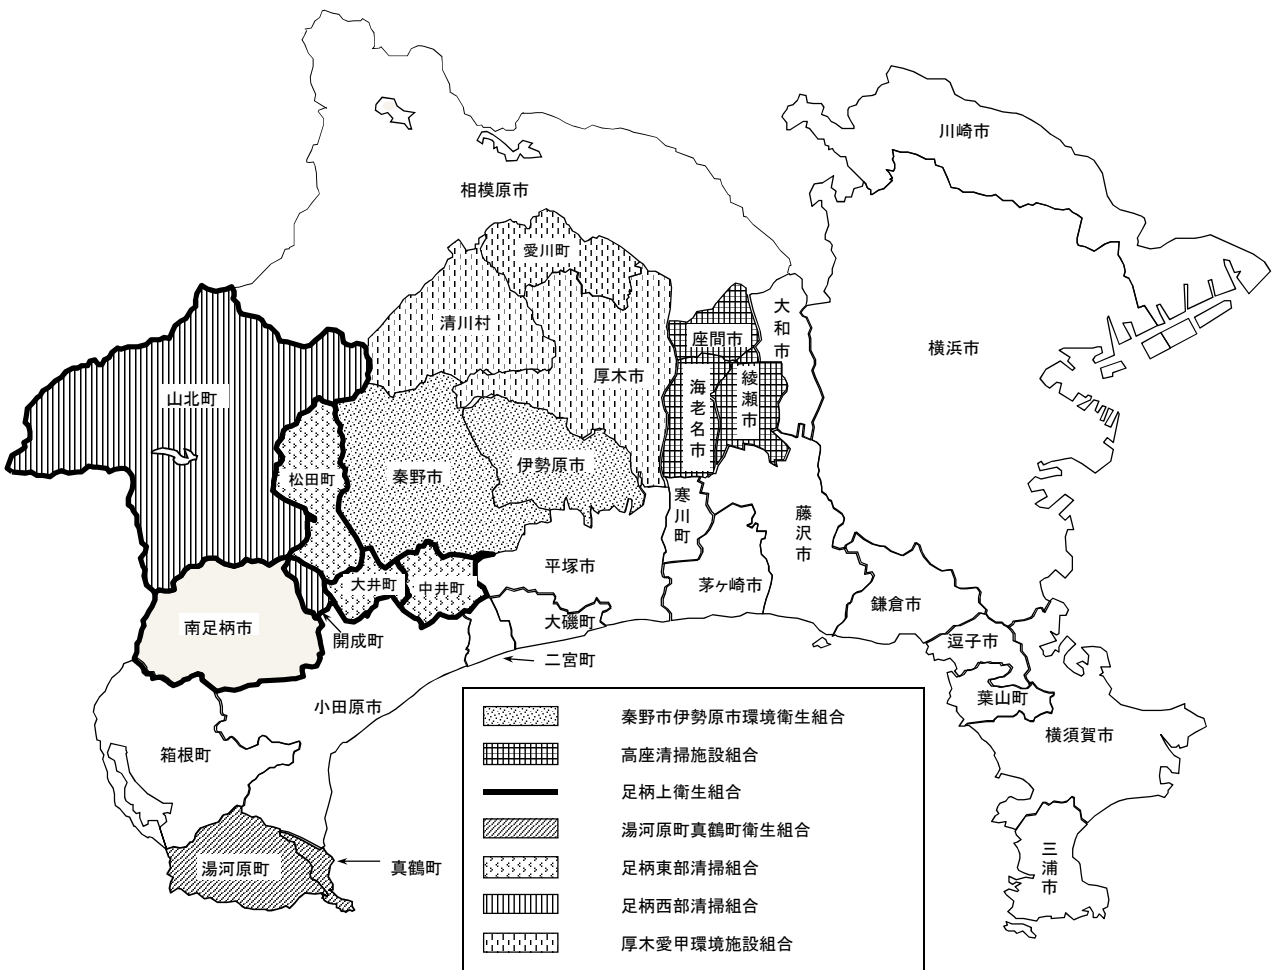 川崎市
相模原市
愛川町
清川村
大和市
座間市
横浜市
厚木市
綾瀬市
海老名市
山北町
伊勢原市
秦野市
松田町
寒川町
藤沢市
平塚市
大井町
中井町
茅ヶ崎市
鎌倉市
大磯町
南足柄市
開成町
逗子市
二宮町
葉山町
小田原市
横須賀市
箱根町
三浦市
湯河原町
真鶴町
秦野市伊勢原市環境衛生組合
高座清掃施設組合
足柄上衛生組合
湯河原町真鶴町衛生組合
足柄東部清掃組合
足柄西部清掃組合
厚木愛甲環境施設組合